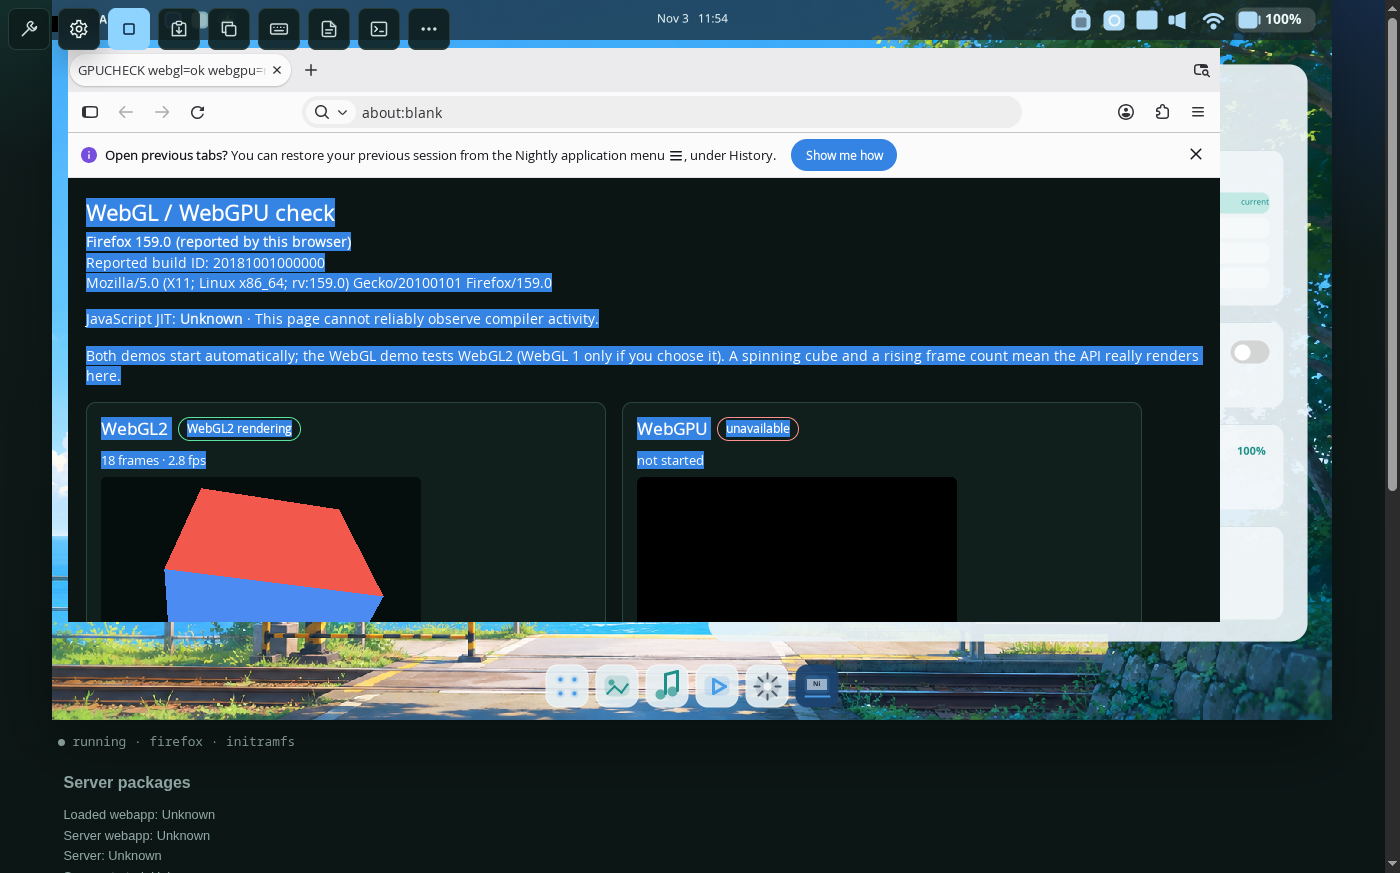 Nov 3 11:54
100%
GPUCHECK webgl=ok webgpu=
about:blank
Open previous tabs? You can restore your previous session from the Nightly application menu ☰, under History.
Show me how
WebGL / WebGPU check
Firefox 159.0 (reported by this browser)
Reported build ID: 20181001000000
Mozilla/5.0 (X11; Linux x86_64; rv:159.0) Gecko/20100101 Firefox/159.0
JavaScript JIT: Unknown · This page cannot reliably observe compiler activity.
Both demos start automatically; the WebGL demo tests WebGL2 (WebGL 1 only if you choose it). A spinning cube and a rising frame count mean the API really renders
here.
WebGL2 WebGL2 rendering
18 frames · 2.8 fps
WebGPU unavailable
not started
current
100%
Ni
● running · firefox · initramfs
Server packages
Loaded webapp: Unknown
Server webapp: Unknown
Server: Unknown